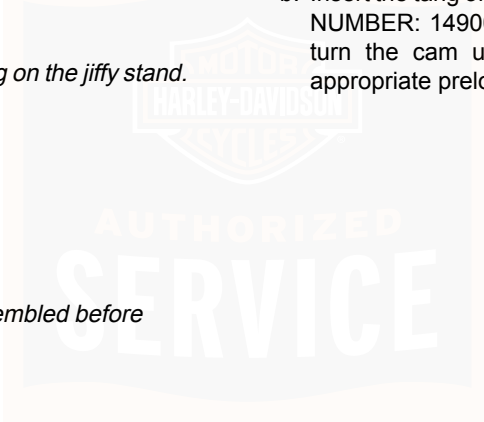 g on the jiffy stand.
embled before
b. Insert the tang o
NUMBER: 1490
turn the cam u
appropriate prelo
MOTOR
HARLEY-DAVIDSON
CYCLES
AUTHORIZED
SERVICE